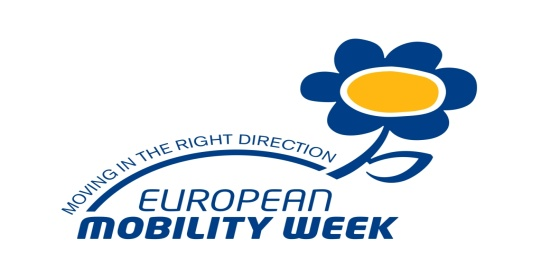 MOVING IN THE RIGHT DIRECTION
EUROPEAN
MOBILITY WEEK